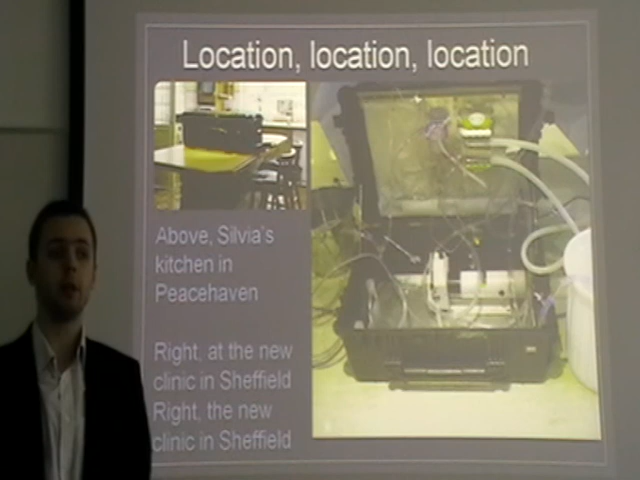 Location, location, location
Above, Silvia's
kitchen in
Peacehaven
Right, at the new
clinic in Sheffield
Right, the new
clinic in Sheffield